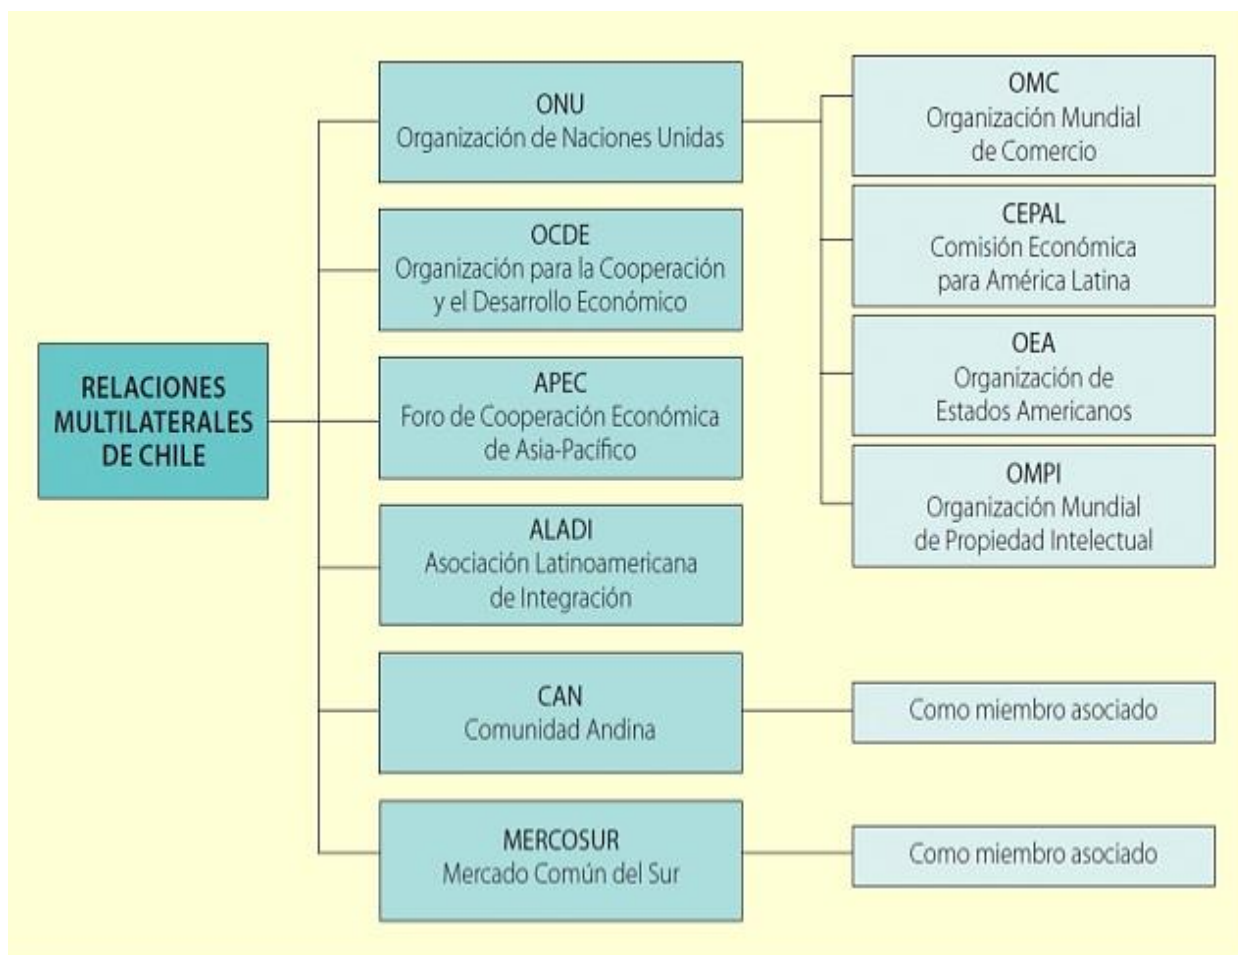 RELACIONES
MULTILATERALES
DE CHILE
ONU
Organización de Naciones Unidas
OCDE
Organización para la Cooperación
y el Desarrollo Económico
APEC
Foro de Cooperación Económica
de Asia-Pacífico
ALADI
Asociación Latinoamericana
de Integración
CAN
Comunidad Andina
MERCOSUR
Mercado Común del Sur
OMC
Organización Mundial
de Comercio
CEPAL
Comisión Económica
para América Latina
OEA
Organización de
Estados Americanos
OMPI
Organización Mundial
de Propiedad Intelectual
Como miembro asociado
Como miembro asociado